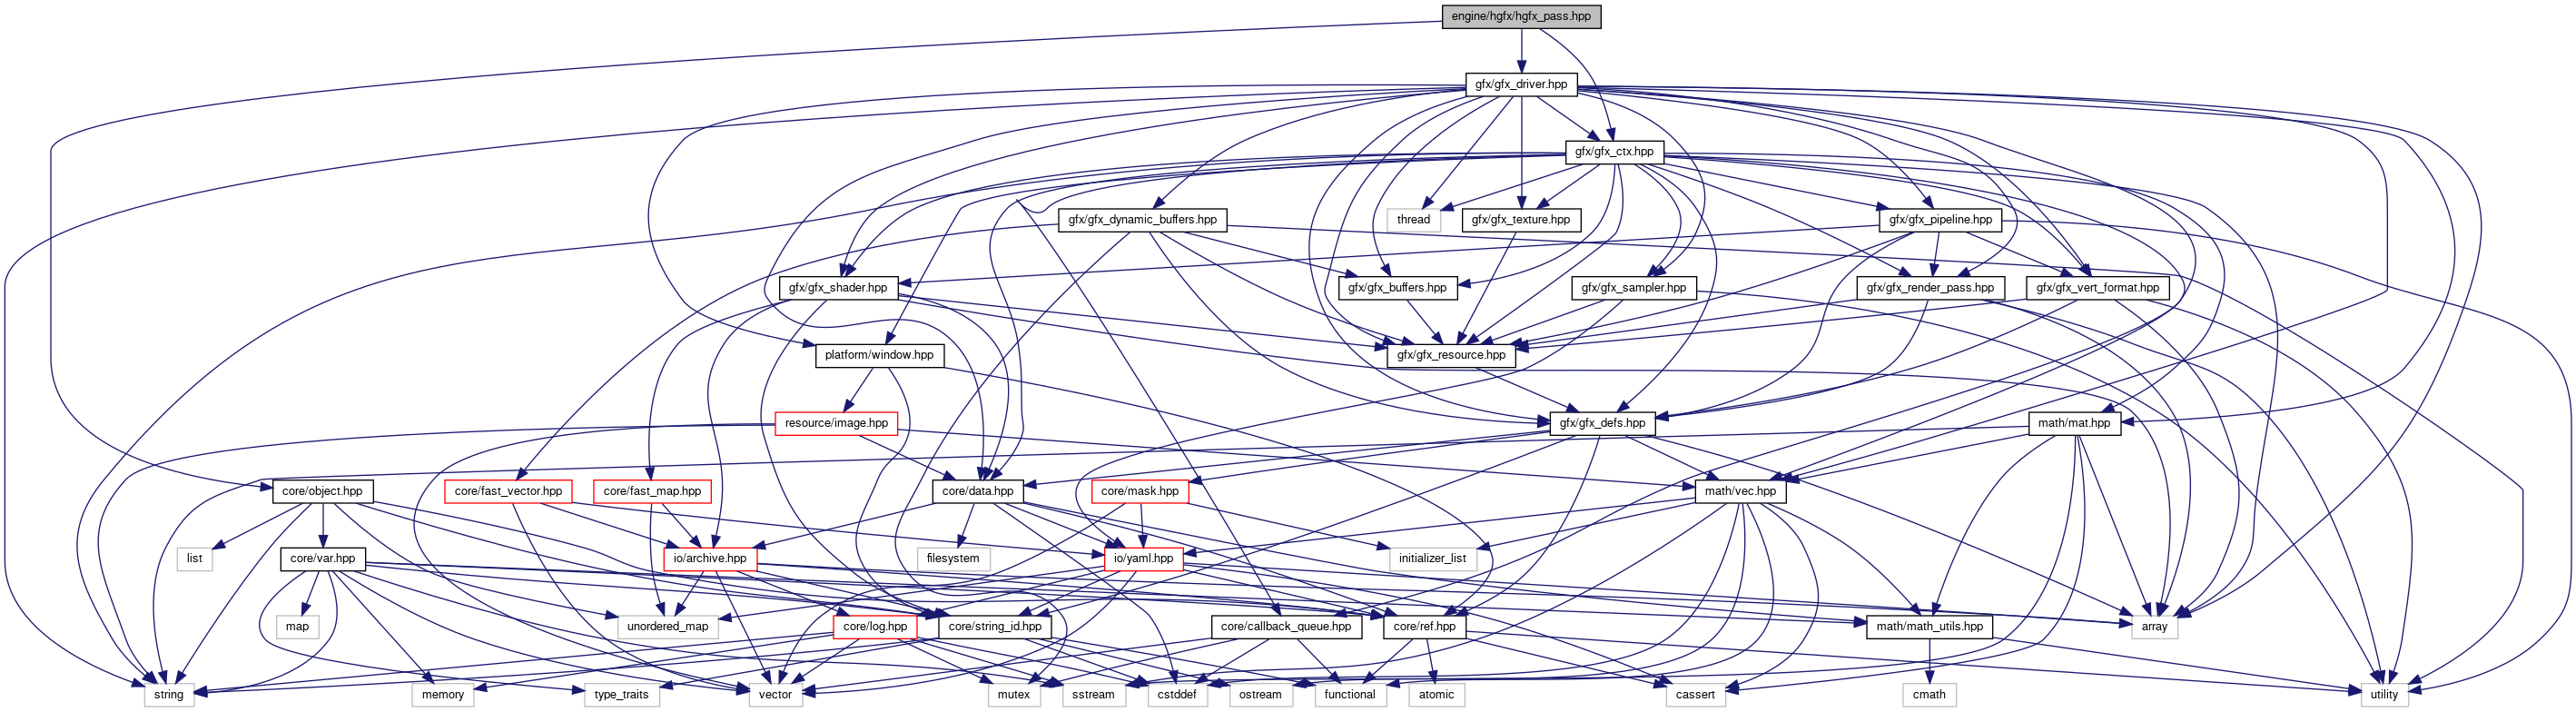 engine/hgfx/hgfx_pass.hpp
gfx/gfx_driver.hpp
gfx/gfx_ctx.hpp
gfx/gfx_dynamic_buffers.hpp
thread
gfx/gfx_texture.hpp
gfx/gfx_pipeline.hpp
gfx/gfx_shader.hpp
gfx/gfx_buffers.hpp
gfx/gfx_sampler.hpp
gfx/gfx_render_pass.hpp
gfx/gfx_vert_format.hpp
platform/window.hpp
gfx/gfx_resource.hpp
resource/image.hpp
gfx/gfx_defs.hpp
math/mat.hpp
core/object.hpp
core/fast_vector.hpp
core/fast_map.hpp
core/data.hpp
core/mask.hpp
math/vec.hpp
list
core/var.hpp
io/archive.hpp
filesystem
io/yaml.hpp
initializer_list
map
unordered_map
core/log.hpp
core/string_id.hpp
core/callback_queue.hpp
core/ref.hpp
math/math_utils.hpp
array
string
memory
type_traits
vector
mutex
sstream
cstddef
ostream
functional
atomic
cassert
cmath
utility